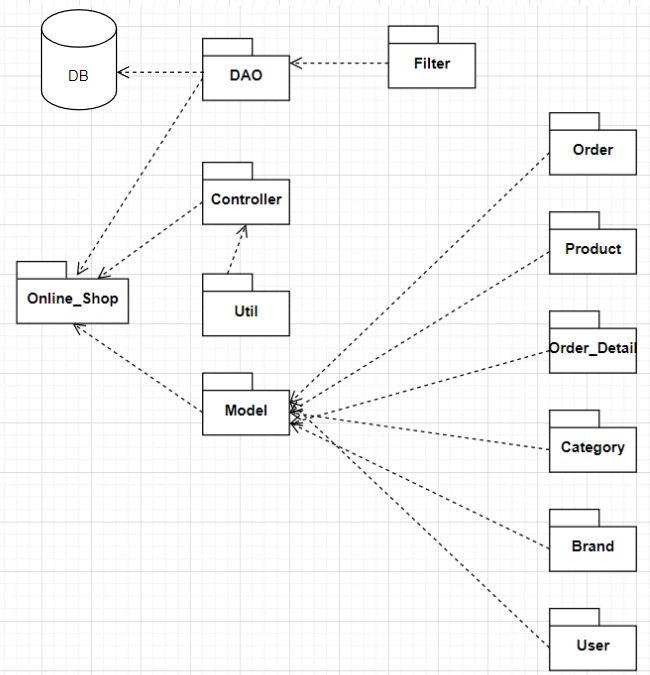 DB
DAO
Filter
Order
Controller
Product
Online_Shop
Util
Order_Detail
Model
Category
Brand
User